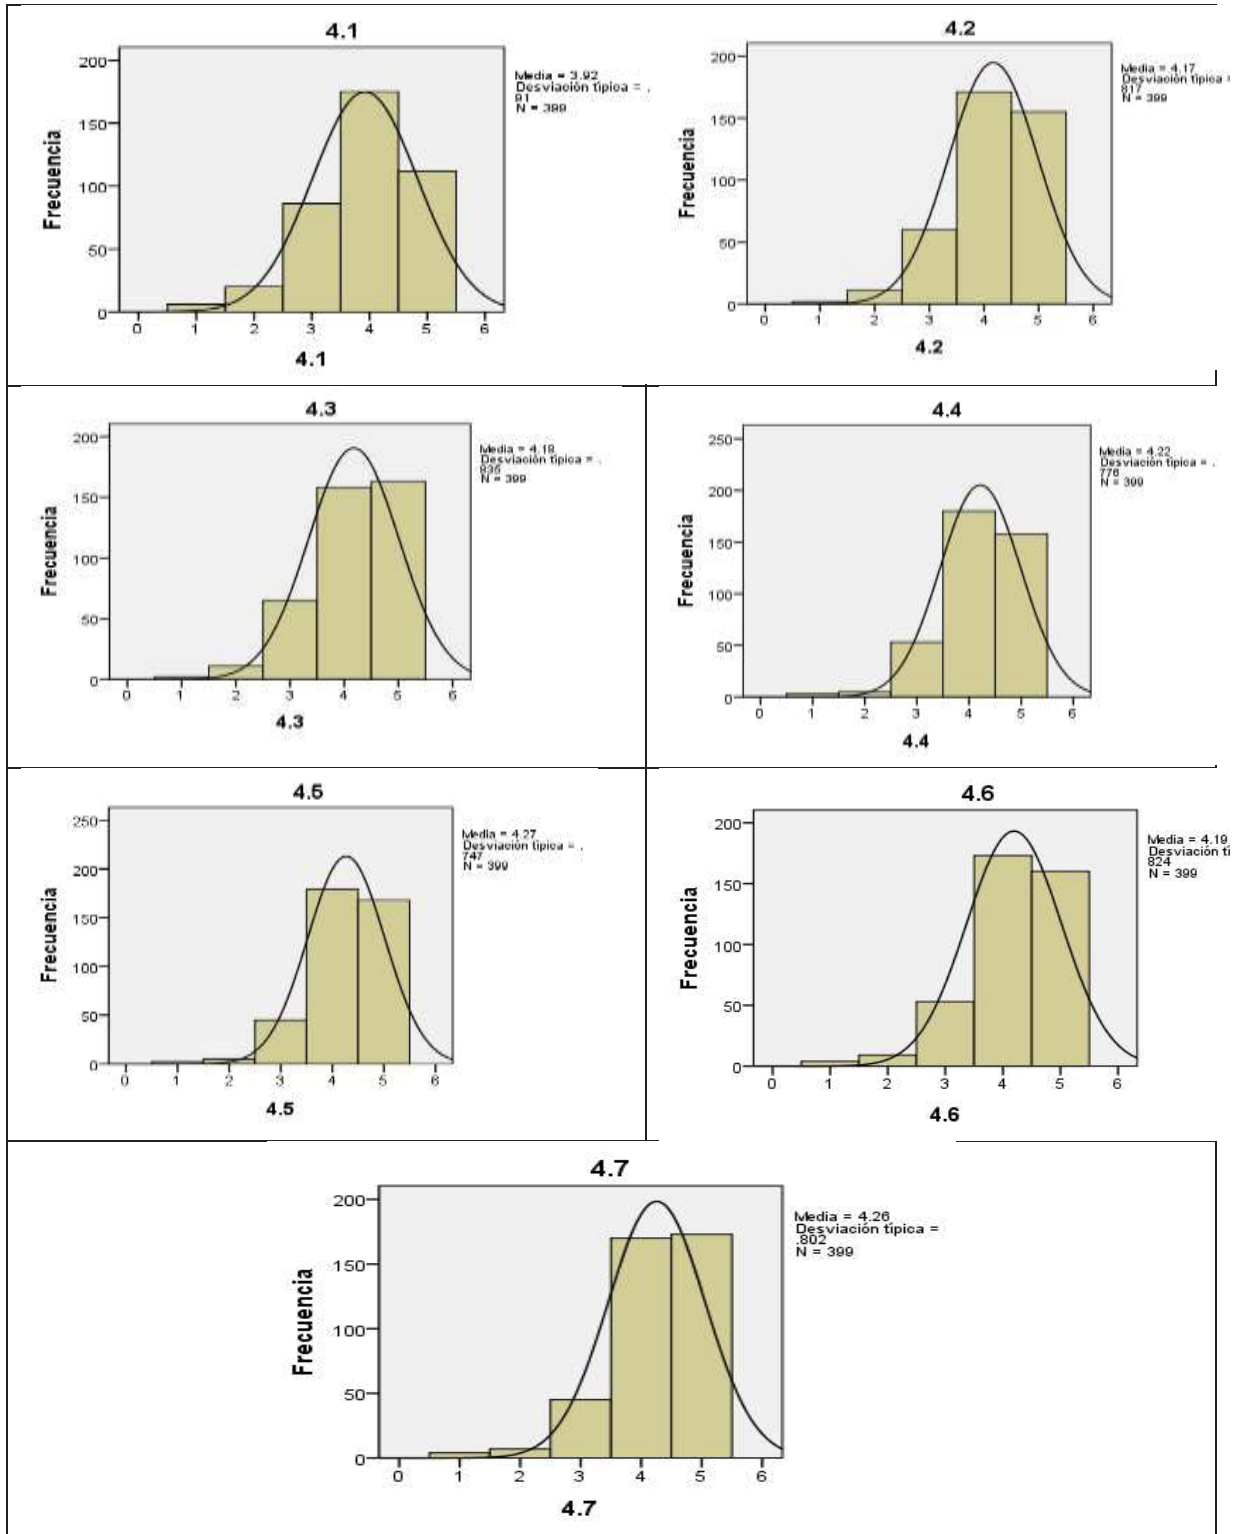 4.1
200
150
100
50
0
Frecuencia
0 1 2 3 4 5 6
4.1
Media = 3.92
Desviación típica = .
91
N = 399
4.2
200
150
100
50
0
Frecuencia
0 1 2 3 4 5 6
4.2
Media = 4.17
Desviación típica =
817
N = 399
4.3
200
150
100
50
0
Frecuencia
0 1 2 3 4 5 6
4.3
Media = 4.18
Desviación típica = .
835
N = 399
4.4
250
200
150
100
50
0
Frecuencia
0 1 2 3 4 5 6
4.4
Media = 4.22
Desviación típica = .
776
N = 399
4.5
250
200
150
100
50
0
Frecuencia
0 1 2 3 4 5 6
4.5
Media = 4.27
Desviación típica = .
747
N = 399
4.6
200
150
100
50
0
Frecuencia
0 1 2 3 4 5 6
4.6
Media = 4.19
Desviación ti
824
N = 399
4.7
200
150
100
50
0
Frecuencia
0 1 2 3 4 5 6
4.7
Media = 4.26
Desviación típica =
.802
N = 399